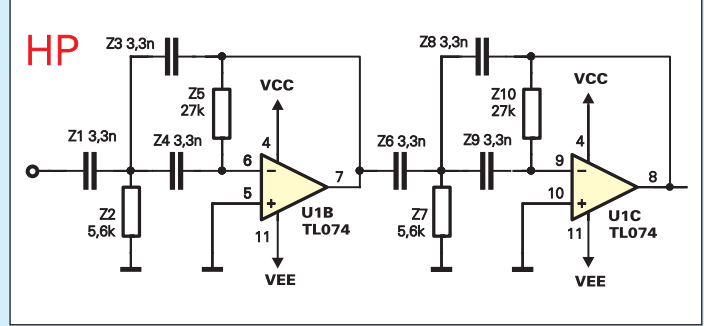 HP
Z3 3,3n
Z8 3,3n
VCC
VCC
Z5
27k
Z10
27k
Z1 3,3n
Z4 3,3n
4
Z6 3,3n
Z9 3,3n
4
6
7
9
8
5
10
Z2
5,6k
U1B
TL074
Z7
5,6k
U1C
TL074
11
11
VEE
VEE